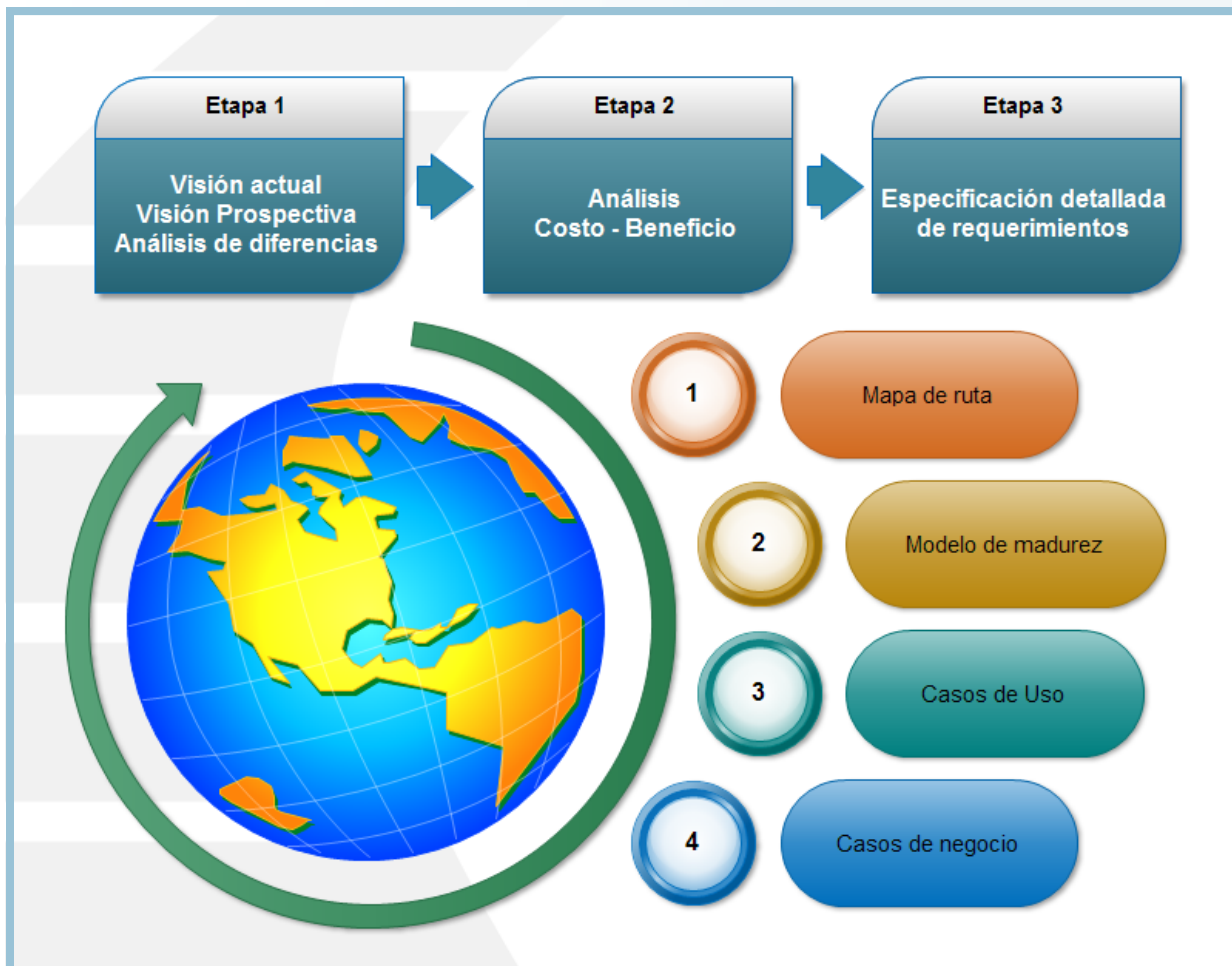 Etapa 1
Visión actual
Visión Prospectiva
Análisis de diferencias
Etapa 2
Análisis
Costo - Beneficio
Etapa 3
Especificación detallada
de requerimientos
1
Mapa de ruta
2
Modelo de madurez
3
Casos de Uso
4
Casos de negocio